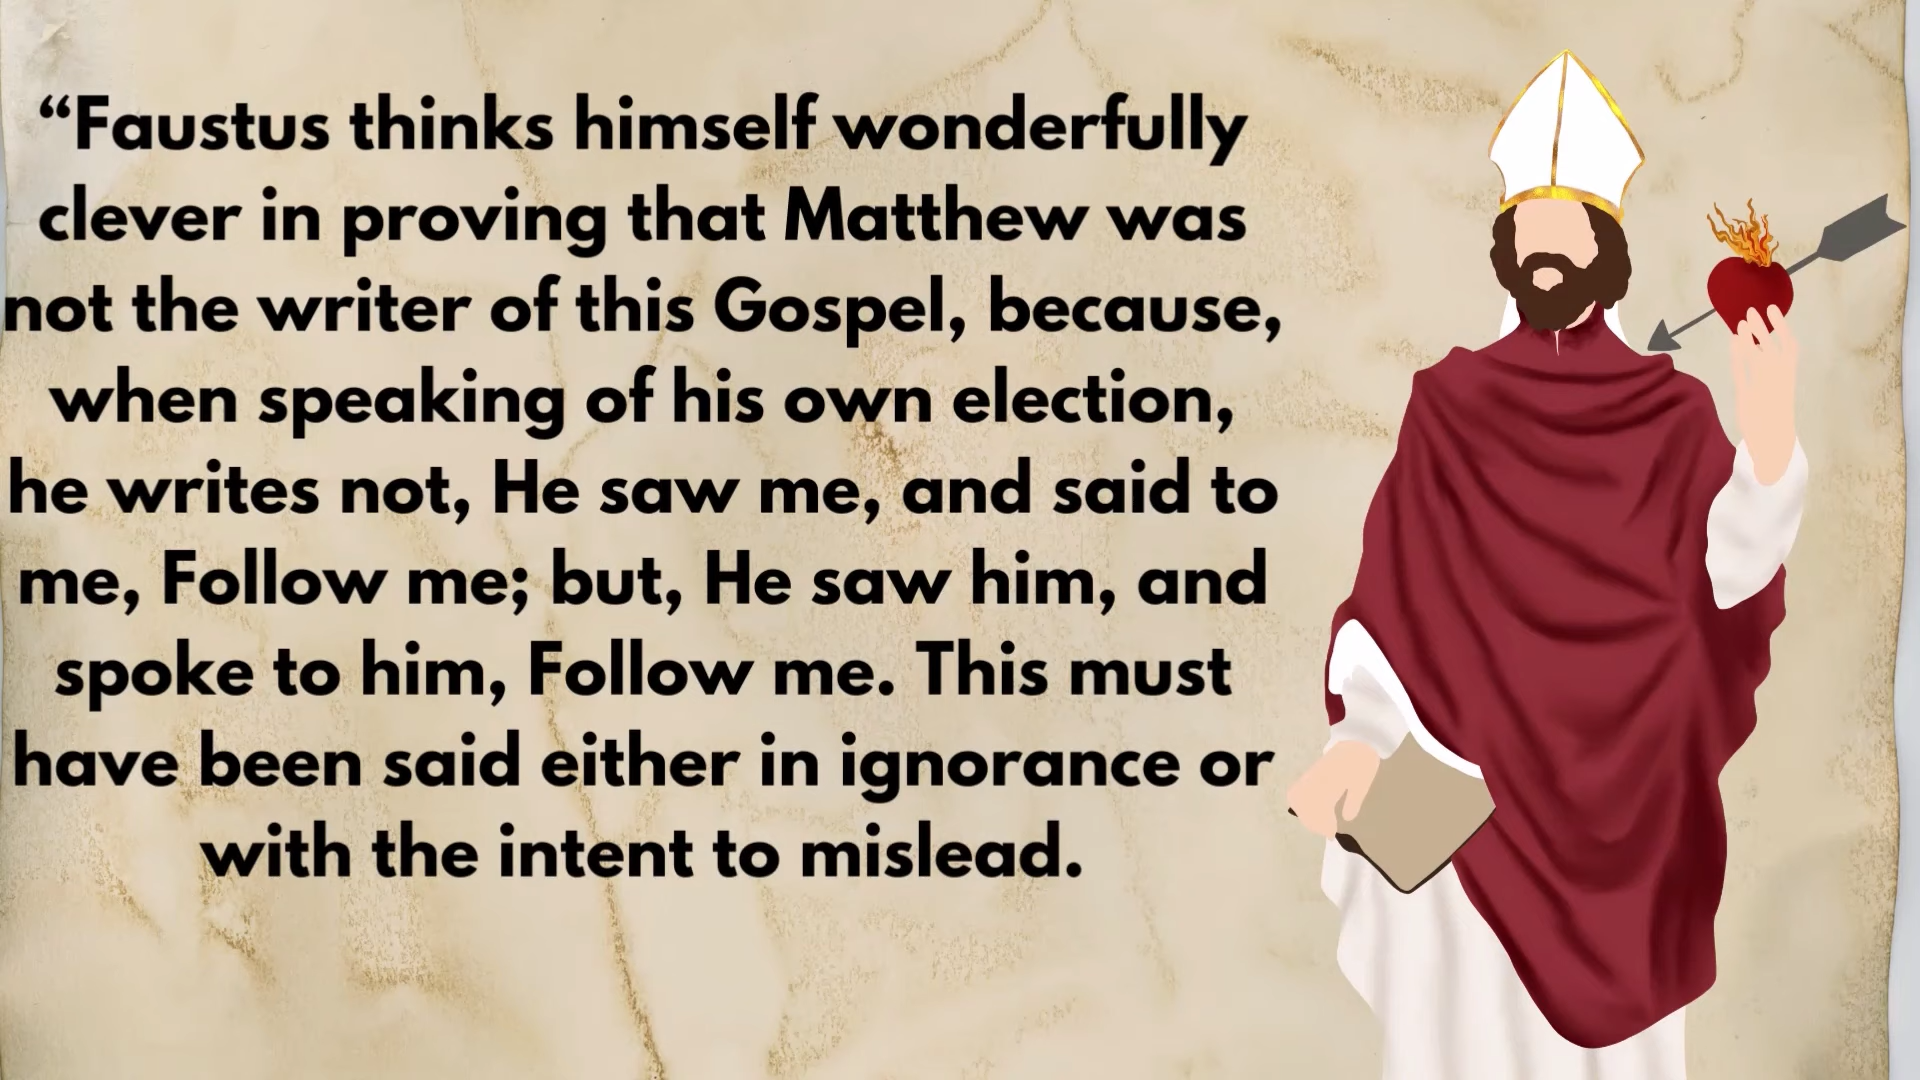 “Faustus thinks himself wonderfully
clever in proving that Matthew was
not the writer of this Gospel, because,
when speaking of his own election,
he writes not, He saw me, and said to
me, Follow me; but, He saw him, and
spoke to him, Follow me. This must
have been said either in ignorance or
with the intent to mislead.